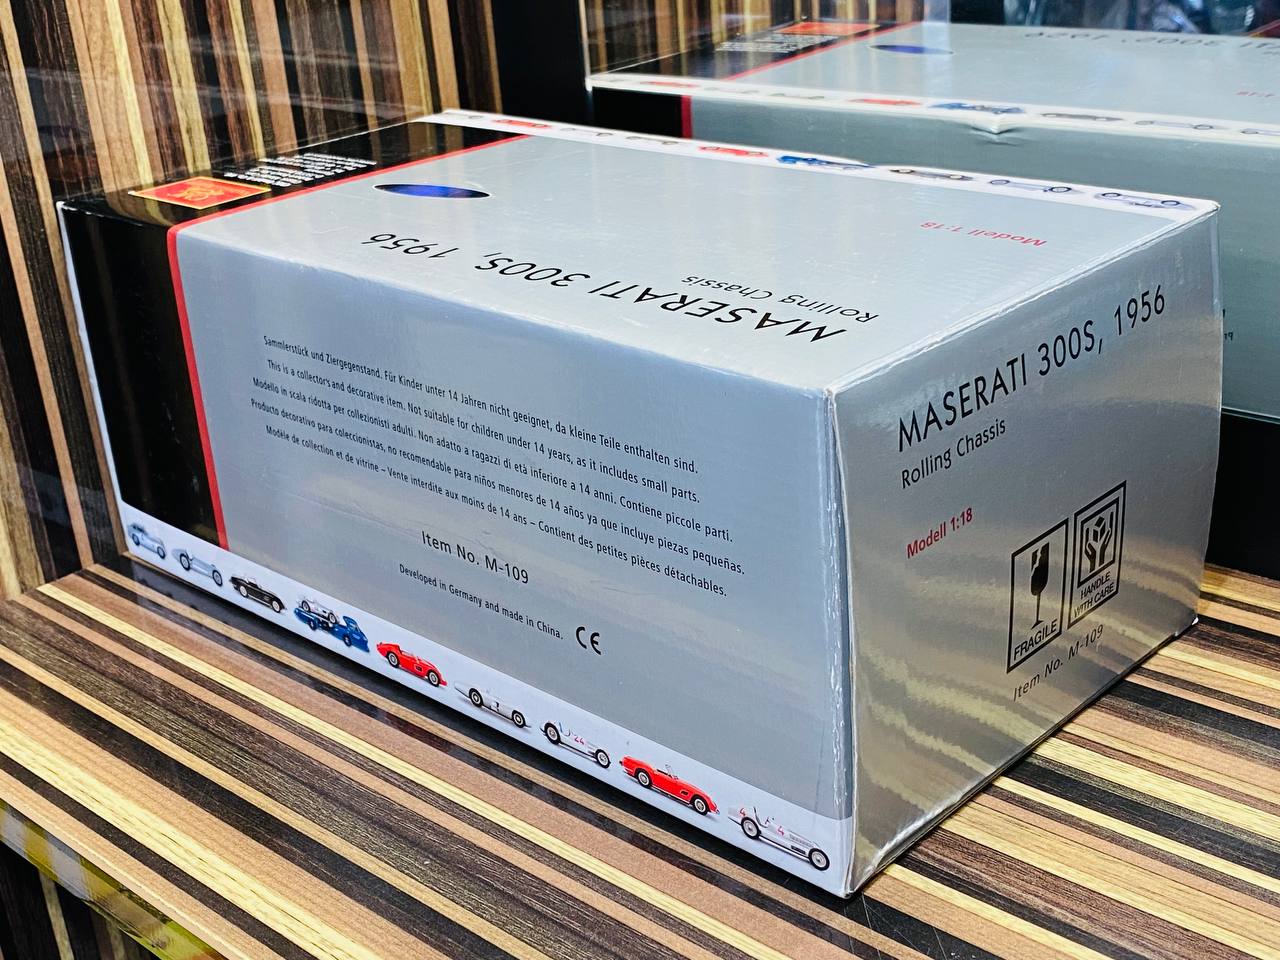 MASERATI 300S, 1956
Rolling Chassis
Modell 1:18
Sammlerstück und Ziergegenstand. Für Kinder unter 14 Jahren nicht geeignet, da kleine Teile enthalten sind.
This is a collectors and decorative item. Not suitable for children under 14 years, as it includes small parts.
Modello in scala ridotta per collezionisti adulti. Non adatto a ragazzi di età inferiore a 14 anni. Contiene piccole parti.
Producto decorativo para coleccionistas, no recomendable para niños menores de 14 años ya que incluye piezas pequeñas.
Modèle de collection et de vitrine – Vente interdite aux moins de 14 ans – Contient des petites pièces détachables.
Item No. M-109
Developed in Germany and made in China. CE
MASERATI 300S, 1956
Rolling Chassis
Modell 1:18
FRAGILE
HANDLE
WITH CARE
Item No. M-109